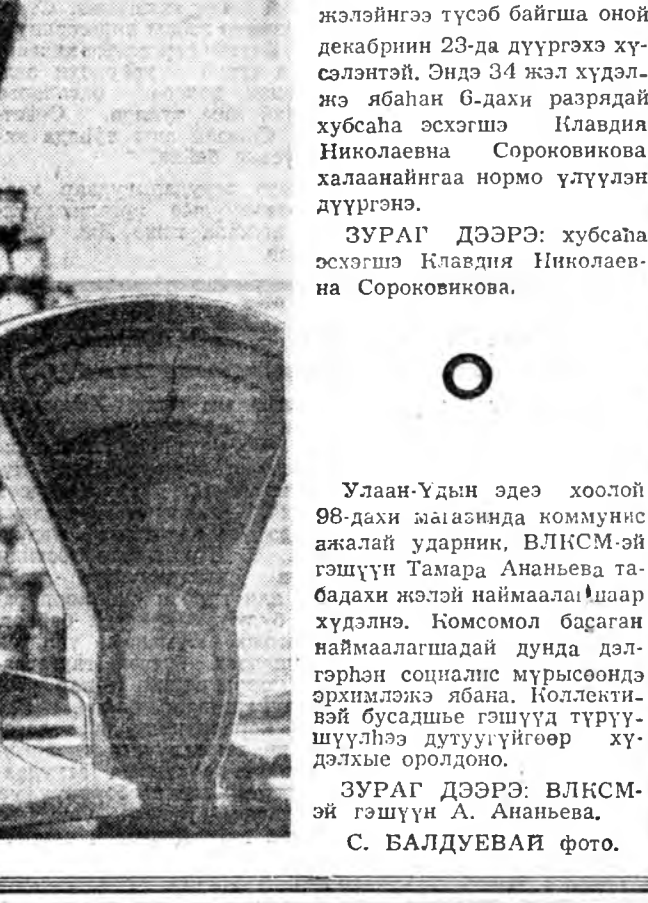 жэлэйнгээ түсэб байгша оной
декабриин 23-да дүүргэхэ хү-
сэлэнтэй. Эндэ 34 жэл хүдэл-
жэ ябаһан 6-дахи разрядай
хубсаһа эсхэгшэ Клавдия
Николаевна Сороковикова
халаанайнгаа нормо үлүүлэн
дүүргэнэ.
ЗУРАГ ДЭЭРЭ: хубсаһа
эсхэгшэ Клавдия Николаев-
на Сороковикова.
Улаан-Үдын эдеэ хоолой
98-дахи магазинда коммунис
ажалай ударник, ВЛКСМ-эй
гэшүүн Тамара Ананьева та-
бадахи жэлэй наймаалагшаар
хүдэлнэ. Комсомол басаган
наймаалагшадай дунда дэл-
гэрһэн социалис мүрысөөндэ
эрхимлэжэ ябана. Коллекти-
вэй бусадшье гэшүүд түрүү-
шүүлһээ дутуугүйгөөр хү-
дэлхые оролдоно.
ЗУРАГ ДЭЭРЭ: ВЛКСМ-
эй гэшүүн А. Ананьева.
С. БАЛДУЕВАЙ фото.